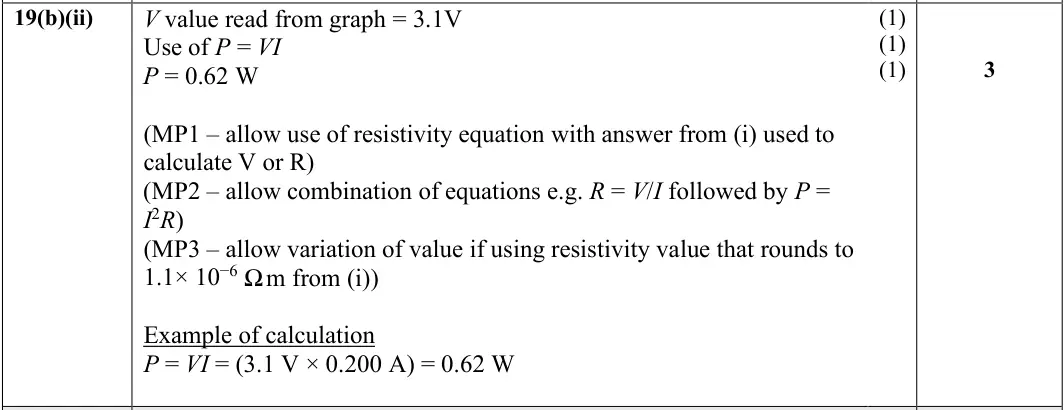 19(b)(ii)
V value read from graph = 3.1V (1)
Use of P = VI (1)
P = 0.62 W (1) 3
(MP1 – allow use of resistivity equation with answer from (i) used to
calculate V or R)
(MP2 – allow combination of equations e.g. R = V/I followed by P =
I²R)
(MP3 – allow variation of value if using resistivity value that rounds to
1.1× 10⁻⁶ Ωm from (i))
Example of calculation
P = VI = (3.1 V × 0.200 A) = 0.62 W